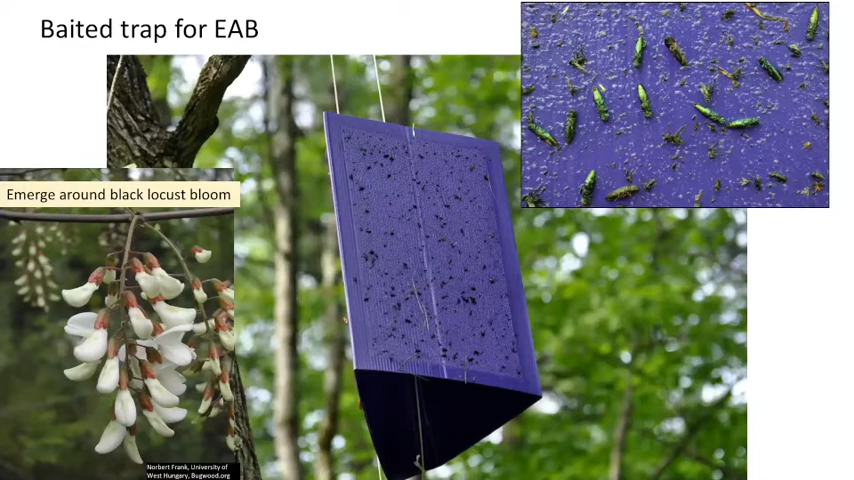 Baited trap for EAB
Emerge around black locust bloom
Norbert Frank, University of
West Hungary, Bugwood.org